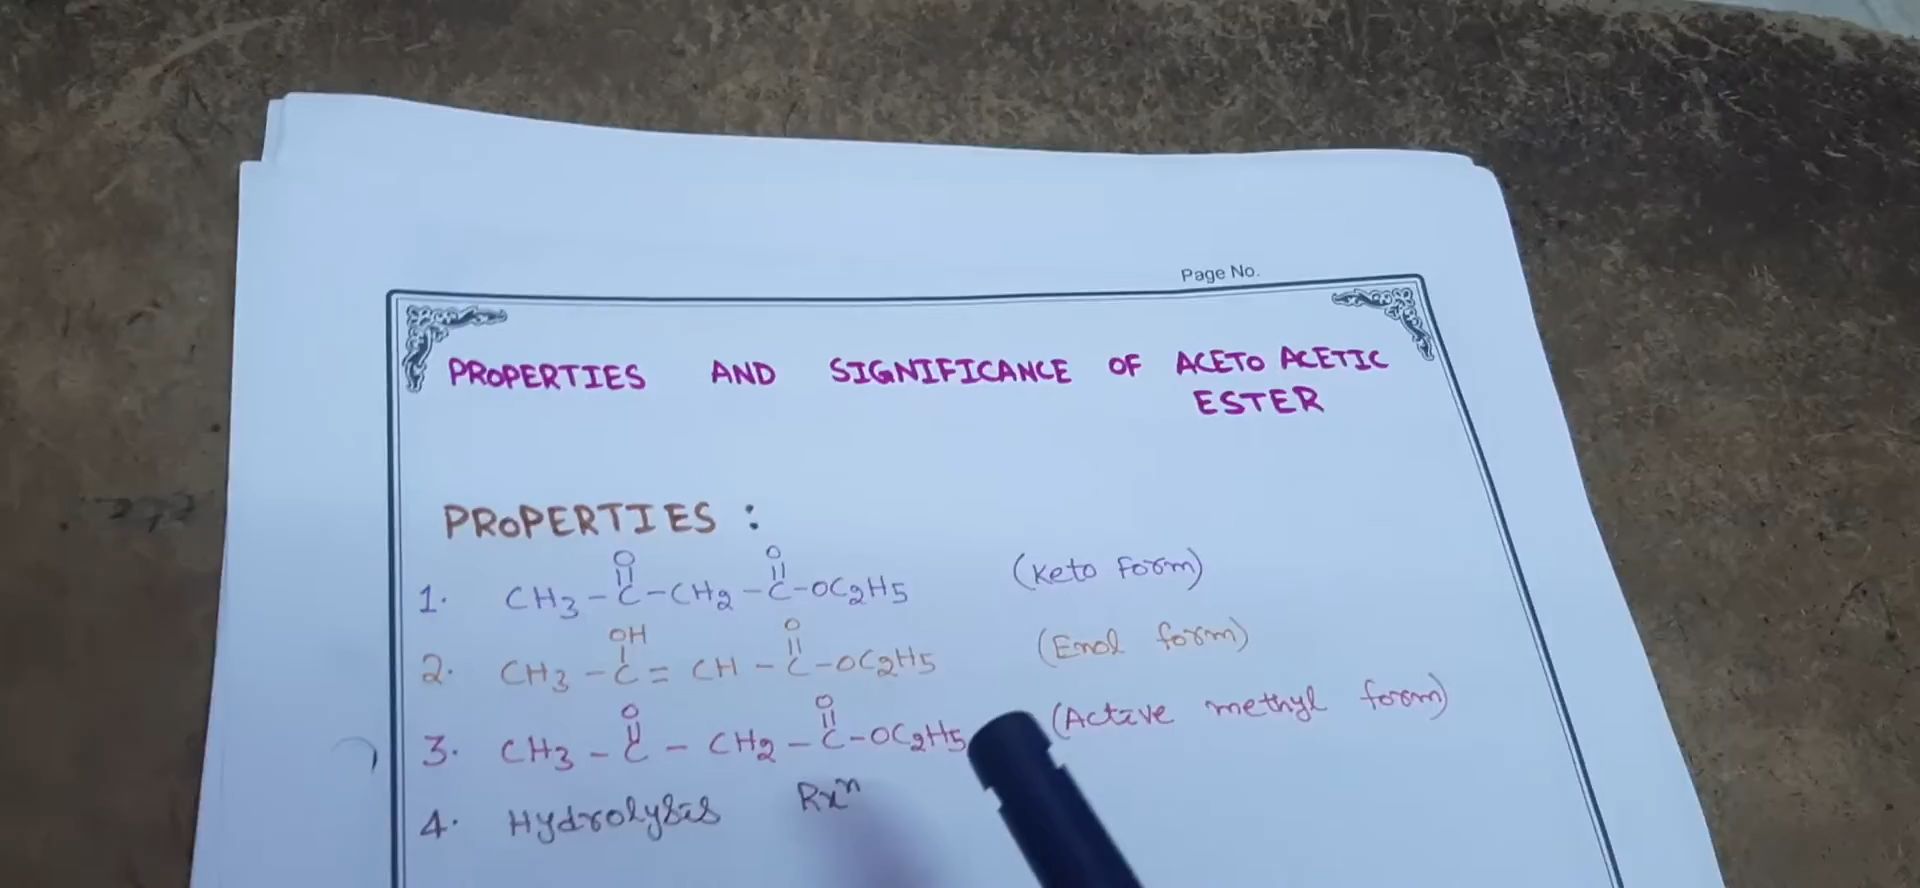 Page No.
PROPERTIES AND SIGNIFICANCE OF ACETO ACETIC
ESTER
PROPERTIES :
O O
||  ||
1. CH3 - C - CH2 - C - OC2H5 (Keto Form)
OH O
|  ||
2. CH3 - C = CH - C - OC2H5 (Enol form)
O O
||  ||
3. CH3 - C - CH2 - C - OC2H5 (Active methyl form)
4. Hydrolysis Rxn